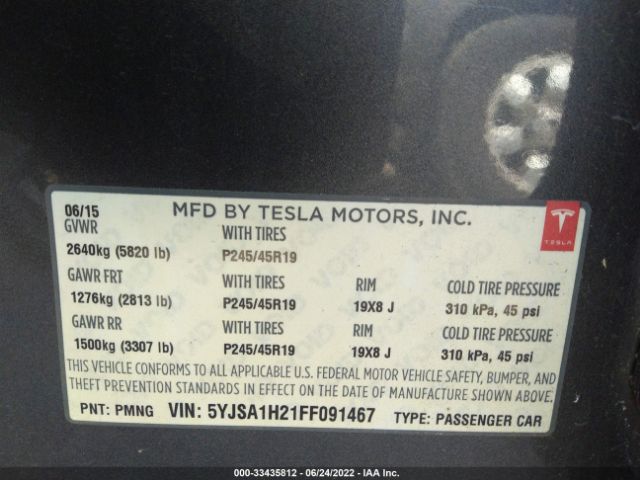 06/15 MFD BY TESLA MOTORS, INC.
TESLA
GVWR WITH TIRES
2640kg (5820 lb) P245/45R19
GAWR FRT WITH TIRES RIM COLD TIRE PRESSURE
1276kg (2813 lb) P245/45R19 19X8 J 310 kPa, 45 psi
GAWR RR WITH TIRES RIM COLD TIRE PRESSURE
1500kg (3307 lb) P245/45R19 19X8 J 310 kPa, 45 psi
THIS VEHICLE CONFORMS TO ALL APPLICABLE U.S. FEDERAL MOTOR VEHICLE SAFETY, BUMPER, AND
THEFT PREVENTION STANDARDS IN EFFECT ON THE DATE OF MANUFACTURE SHOWN ABOVE.
PNT: PMNG VIN: 5YJSA1H21FF091467 TYPE: PASSENGER CAR
000-33435812 - 06/24/2022 - IAA Inc.